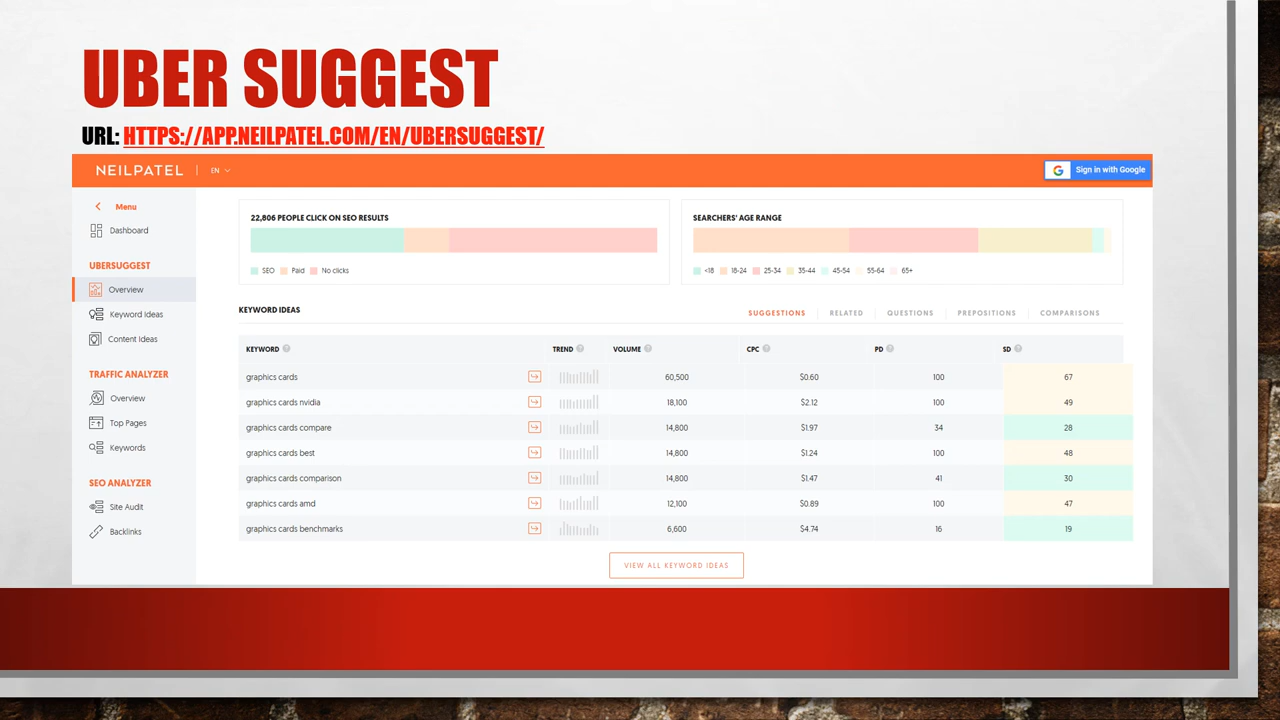 UBER SUGGEST
URL: HTTPS://APP.NEILPATEL.COM/EN/UBERSUGGEST/
NEILPATEL | EN
Sign in with Google
Menu
Dashboard
UBERSUGGEST
Overview
Keyword Ideas
Content Ideas
TRAFFIC ANALYZER
Overview
Top Pages
Keywords
SEO ANALYZER
Site Audit
Backlinks
22,806 PEOPLE CLICK ON SEO RESULTS
SEO Paid No clicks
SEARCHERS' AGE RANGE
<18 18-24 25-34 35-44 45-54 55-64 65+
KEYWORD IDEAS
SUGGESTIONS RELATED QUESTIONS PREPOSITIONS COMPARISONS
KEYWORD TREND VOLUME CPC PD SD
graphics cards 60,500 $0.60 100 67
graphics cards nvidia 18,100 $2.12 100 49
graphics cards compare 14,800 $1.97 34 28
graphics cards best 14,800 $1.24 100 48
graphics cards comparison 14,800 $1.47 41 30
graphics cards amd 12,100 $0.89 100 47
graphics cards benchmarks 6,600 $4.74 16 19
VIEW ALL KEYWORD IDEAS